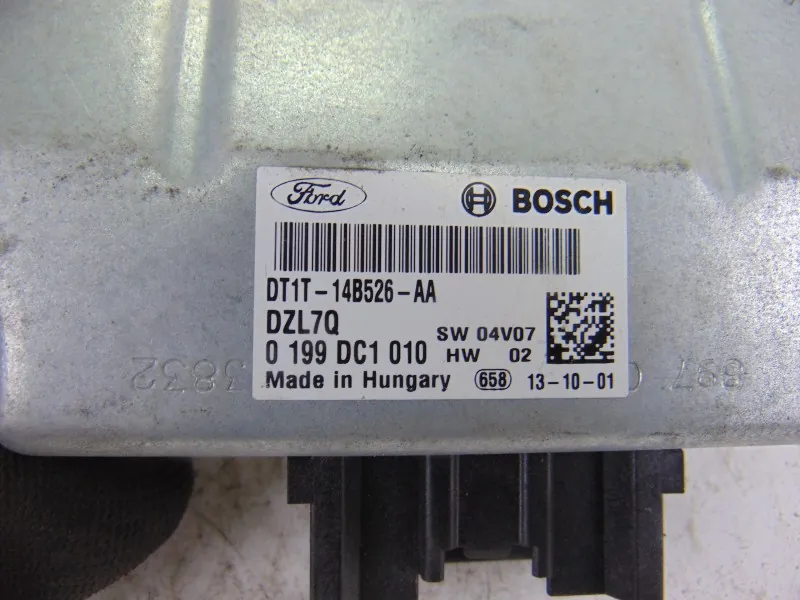 Ford BOSCH
DT1T-14B526-AA
DZL7Q
SW 04V07
0 199 DC1 010
HW 02
Made in Hungary 658 13-10-01
3832